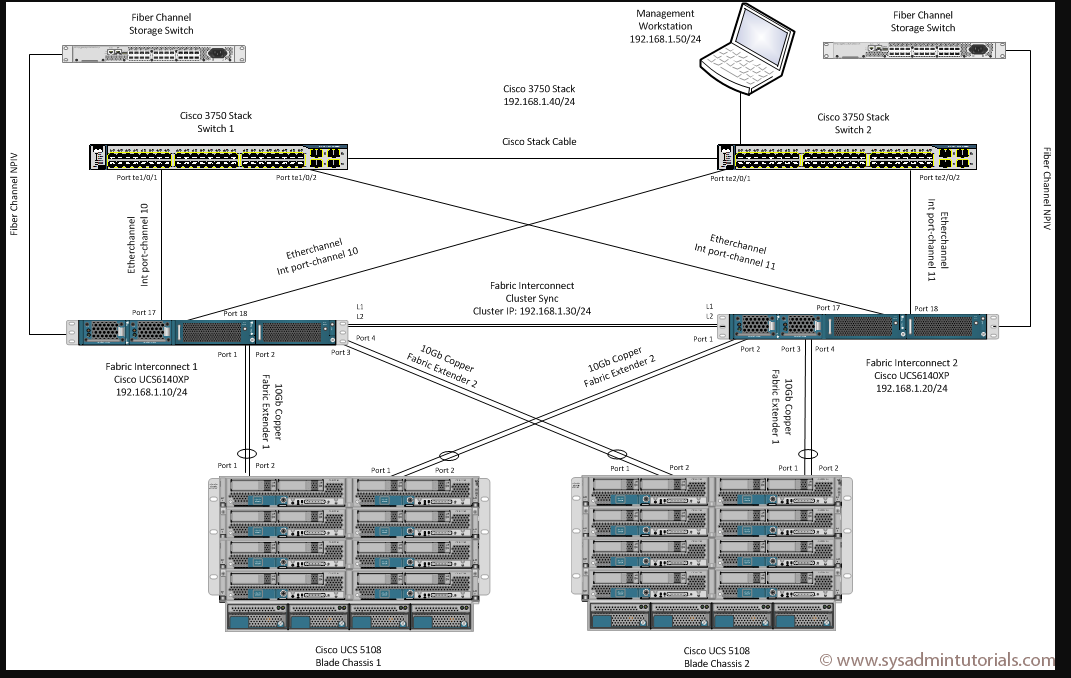 Fiber Channel
Storage Switch
Management
Workstation
192.168.1.50/24
Fiber Channel
Storage Switch
Cisco 3750 Stack
192.168.1.40/24
Cisco 3750 Stack
Switch 1
Cisco 3750 Stack
Switch 2
Cisco Stack Cable
Port te1/0/1
Port te1/0/2
Port te2/0/1
Port te2/0/2
Fiber Channel NPIV
Fiber Channel NPIV
Etherchannel
Int port-channel 10
Etherchannel
Int port-channel 10
Etherchannel
Int port-channel 11
Etherchannel
Int port-channel 11
Fabric Interconnect
Cluster Sync
Cluster IP: 192.168.1.30/24
Port 17
Port 18
L1
L2
L1
L2
Port 17
Port 18
Port 1
Port 2
Port 3
Port 4
Port 1
Port 2
Port 3
Port 4
Fabric Interconnect 1
Cisco UCS6140XP
192.168.1.10/24
Fabric Interconnect 2
Cisco UCS6140XP
192.168.1.20/24
10Gb Copper
Fabric Extender 1
10Gb Copper
Fabric Extender 2
10Gb Copper
Fabric Extender 2
10Gb Copper
Fabric Extender 1
Port 1
Port 2
Port 1
Port 2
Port 1
Port 2
Port 1
Port 2
Cisco UCS 5108
Blade Chassis 1
Cisco UCS 5108
Blade Chassis 2
© www.sysadmintutorials.com